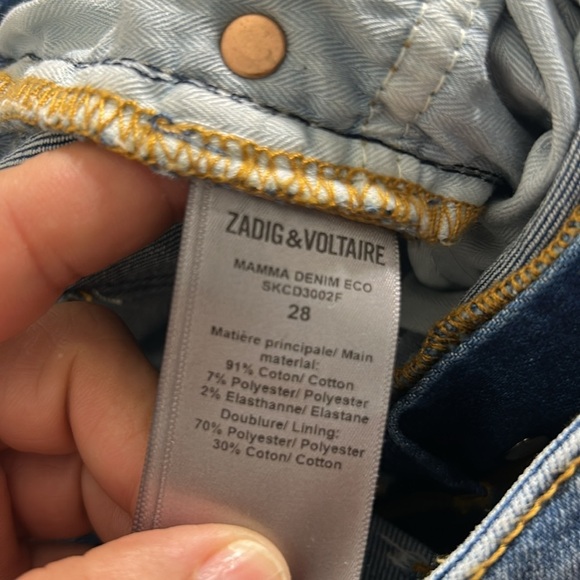 ZADIG&VOLTAIRE
MAMMA DENIM ECO
SKCD3002F
28
Matière principale/ Main
material:
91% Coton/ Cotton
7% Polyester/ Polyester
2% Elasthanne/ Elastane
Doublure/ Lining:
70% Polyester/ Polyester
30% Coton/ Cotton